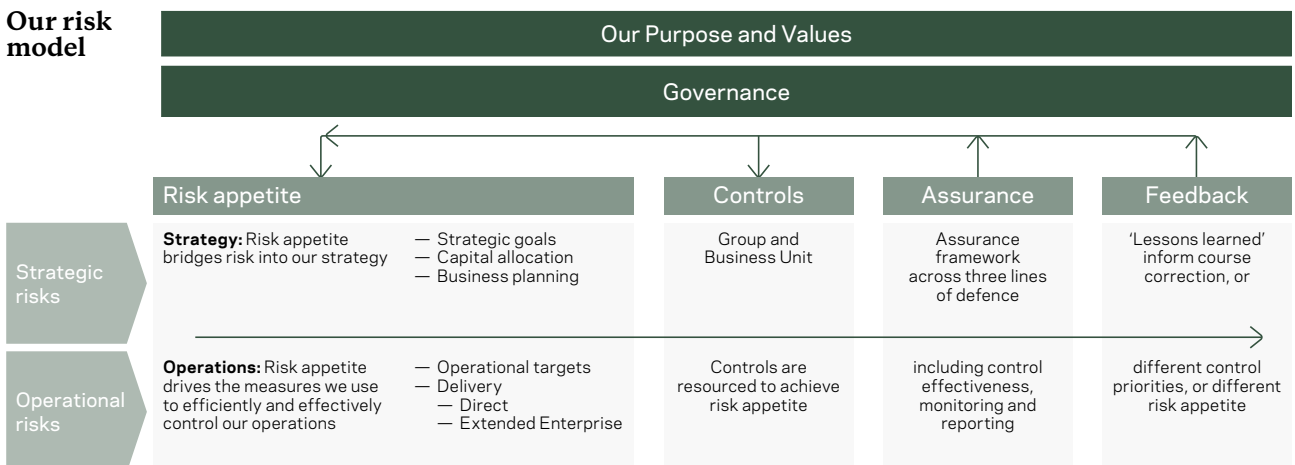 Our risk
model
Our Purpose and Values
Governance
Risk appetite
Controls
Assurance
Feedback
Strategic
risks
Strategy: Risk appetite
bridges risk into our strategy
— Strategic goals
— Capital allocation
— Business planning
Group and
Business Unit
Assurance
framework
across three lines
of defence
‘Lessons learned’
inform course
correction, or
Operational
risks
Operations: Risk appetite
drives the measures we use
to efficiently and effectively
control our operations
— Operational targets
— Delivery
— Direct
— Extended Enterprise
Controls are
resourced to achieve
risk appetite
including control
effectiveness,
monitoring and
reporting
different control
priorities, or different
risk appetite